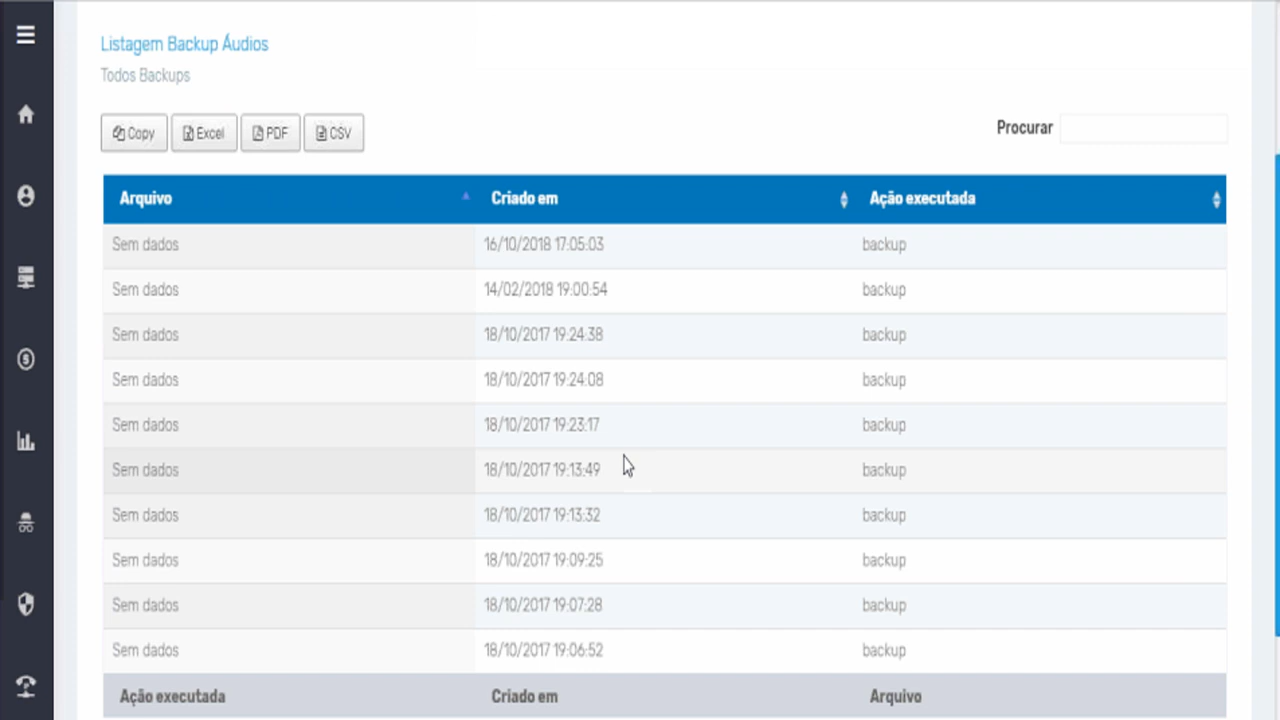 Listagem Backup Áudios
Todos Backups
Copy Excel PDF CSV
Procurar
Arquivo Criado em Ação executada
Sem dados 16/10/2018 17:05:03 backup
Sem dados 14/02/2018 19:00:54 backup
Sem dados 18/10/2017 19:24:38 backup
Sem dados 18/10/2017 19:24:08 backup
Sem dados 18/10/2017 19:23:17 backup
Sem dados 18/10/2017 19:13:49 backup
Sem dados 18/10/2017 19:13:32 backup
Sem dados 18/10/2017 19:09:25 backup
Sem dados 18/10/2017 19:07:28 backup
Sem dados 18/10/2017 19:06:52 backup
Ação executada Criado em Arquivo